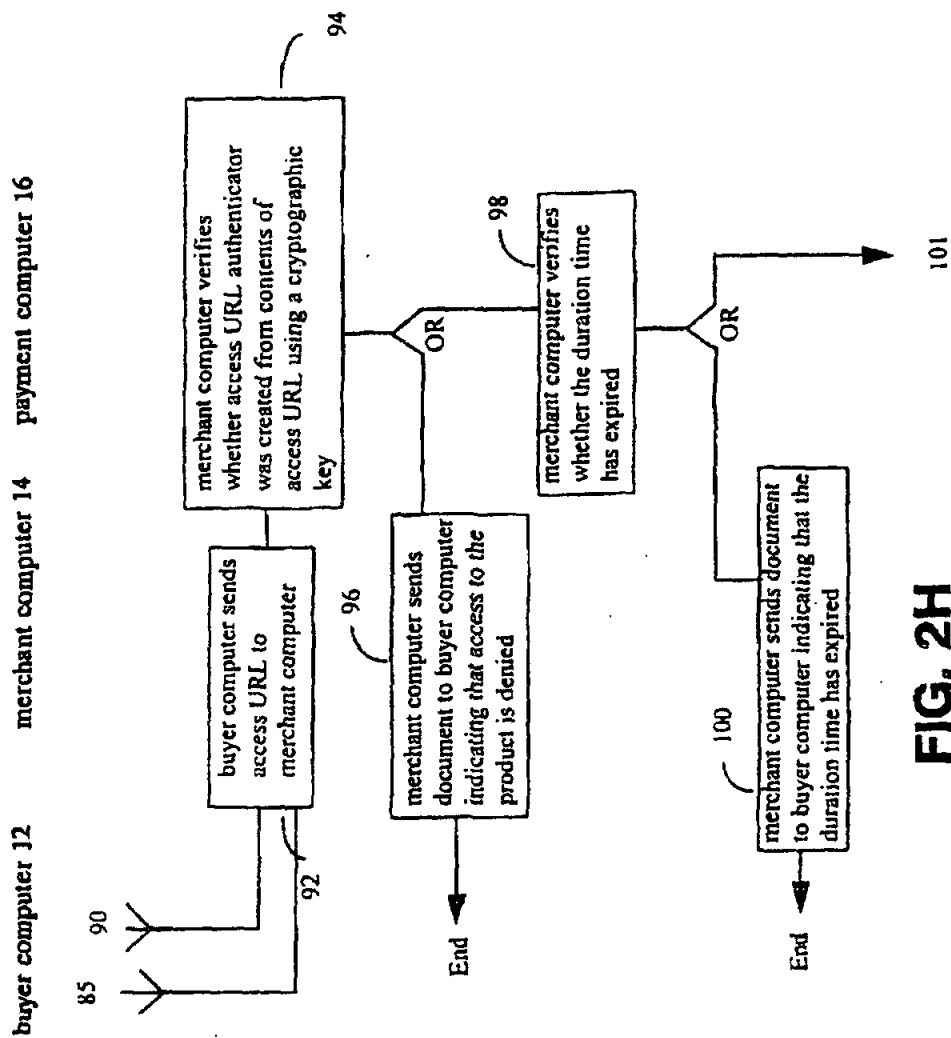 buyer computer 12
merchant computer 14
payment computer 16
85
90
92
buyer computer sends
access URL to
merchant computer
94
merchant computer verifies
whether access URL authenticator
was created from contents of
access URL using a cryptographic
key
OR
96
merchant computer sends
document to buyer computer
indicating that access to the
product is denied
End
98
merchant computer verifies
whether the duration time
has expired
OR
100
merchant computer sends document
to buyer computer indicating that the
duration time has expired
End
101
FIG. 2H